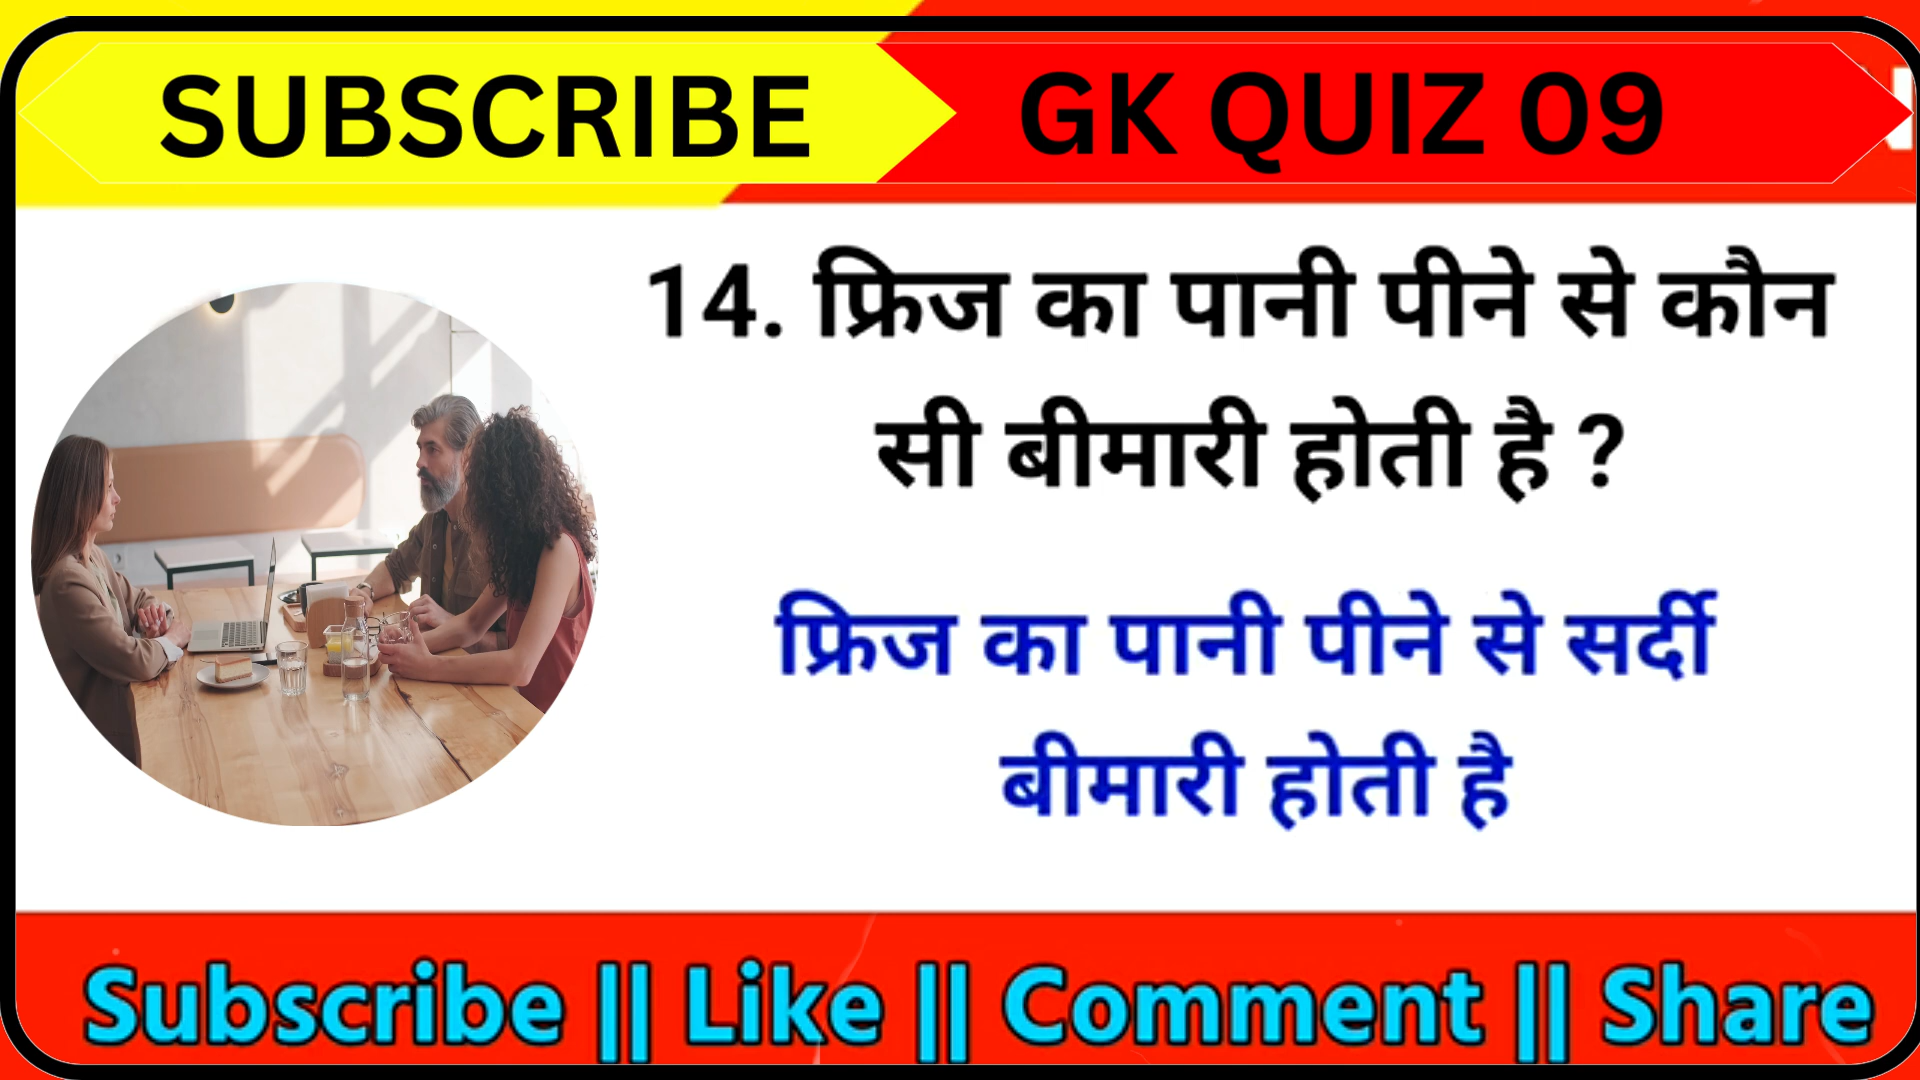 SUBSCRIBE GK QUIZ 09
14. फ्रिज का पानी पीने से कौन
सी बीमारी होती है ?
फ्रिज का पानी पीने से सर्दी
बीमारी होती है
Subscribe || Like || Comment || Share